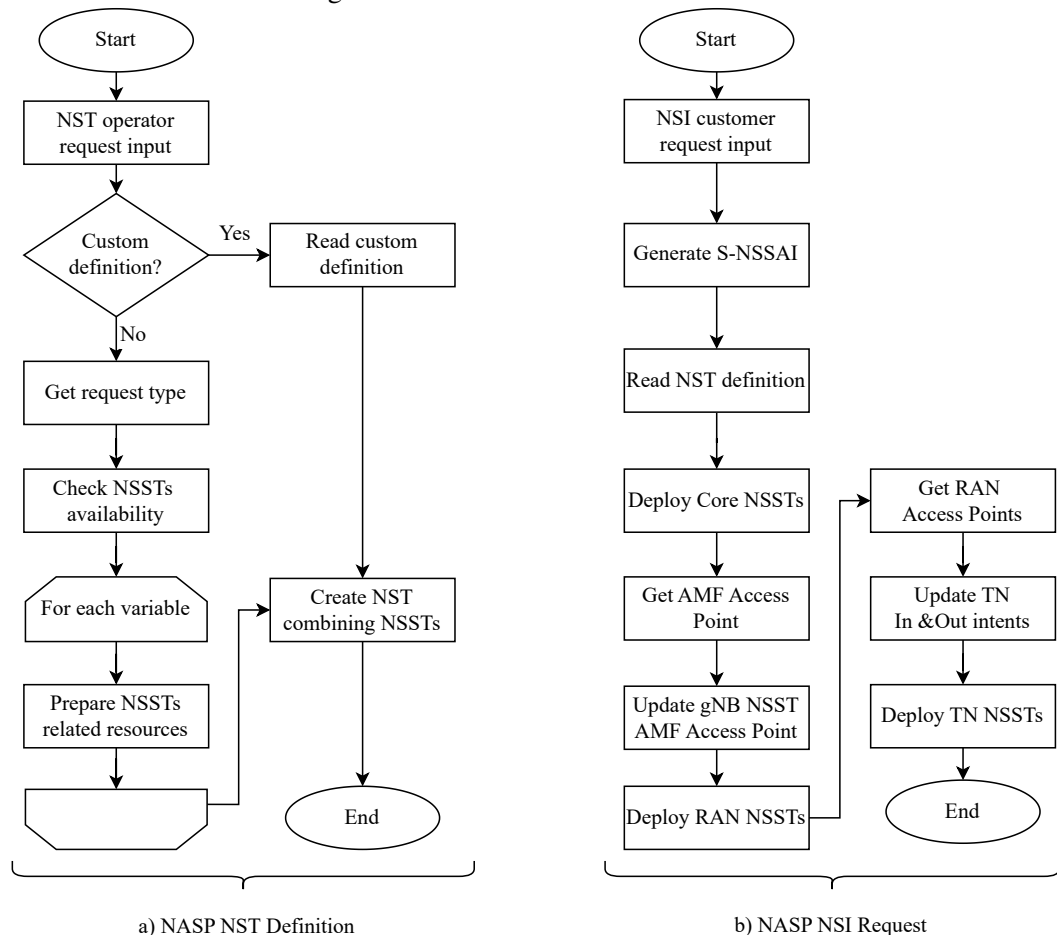 Start
NST operator
request input
Custom
definition?
Yes
Read custom
definition
No
Get request type
Check NSSTs
availability
For each variable
Create NST
combining NSSTs
Prepare NSSTs
related resources
End
a) NASP NST Definition
Start
NSI customer
request input
Generate S-NSSAI
Read NST definition
Deploy Core NSSTs
Get AMF Access
Point
Update gNB NSST
AMF Access Point
Deploy RAN NSSTs
Get RAN
Access Points
Update TN
In &Out intents
Deploy TN NSSTs
End
b) NASP NSI Request